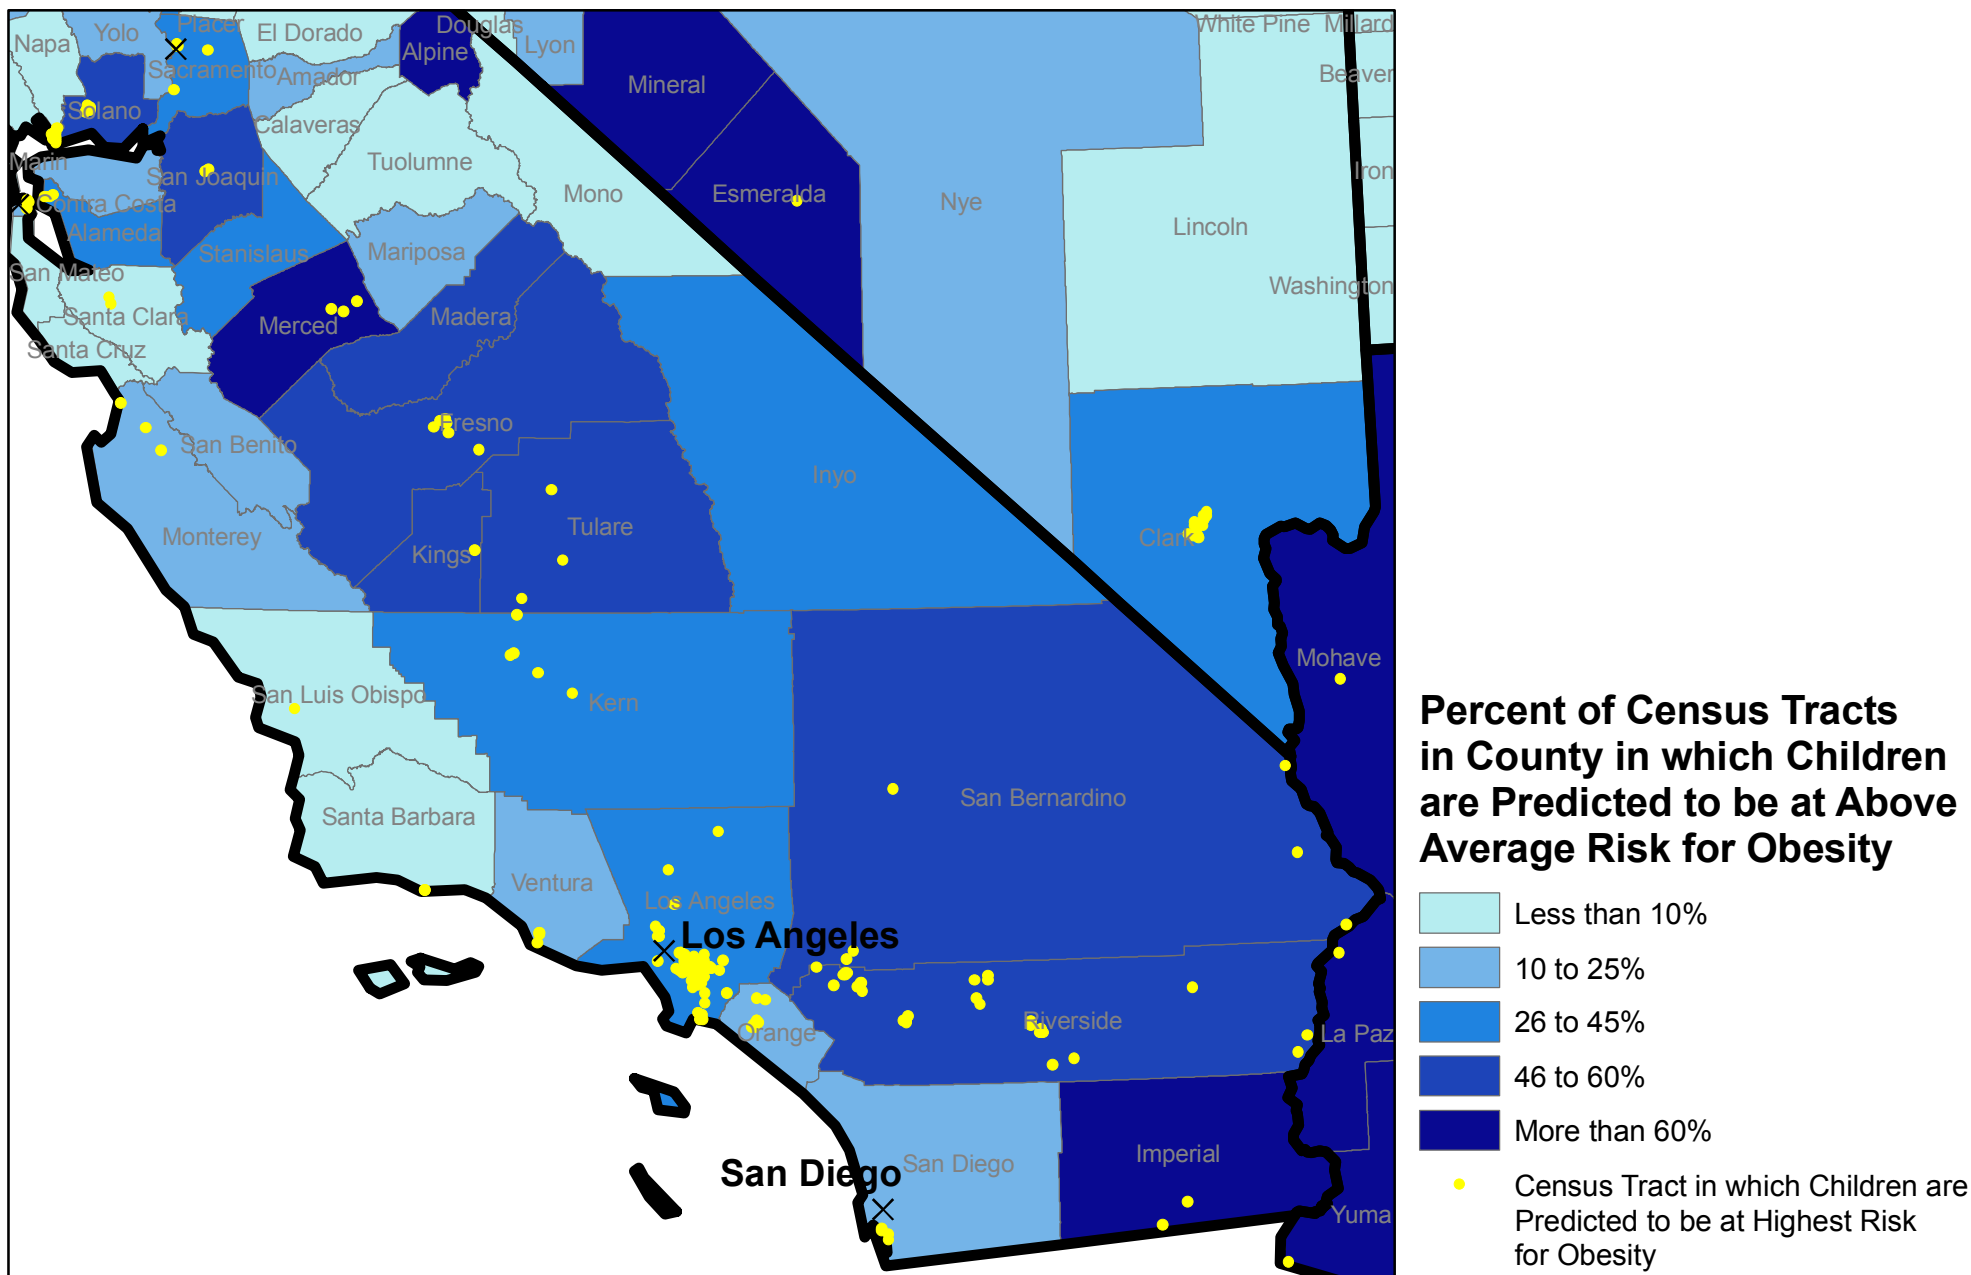 Placer
Douglas
White Pine
Millard
Napa
Yolo
El Dorado
Alpine
Lyon
Sacramento
Amador
Mineral
Beaver
Solano
Calaveras
Marin
Tuolumne
San Joaquin
Mono
Esmeralda
Nye
Iron
Contra Costa
Alameda
Lincoln
Stanislaus
Mariposa
San Mateo
Washington
Santa Clara
Merced
Madera
Santa Cruz
Fresno
San Benito
Inyo
Monterey
Kings
Tulare
Clark
Mohave
San Luis Obispo
Kern
San Bernardino
Santa Barbara
Ventura
Los Angeles
Los Angeles
Orange
Riverside
La Paz
San Diego
San Diego
Imperial
Yuma
Percent of Census Tracts
in County in which Children
are Predicted to be at Above
Average Risk for Obesity
Less than 10%
10 to 25%
26 to 45%
46 to 60%
More than 60%
Census Tract in which Children are
Predicted to be at Highest Risk
for Obesity